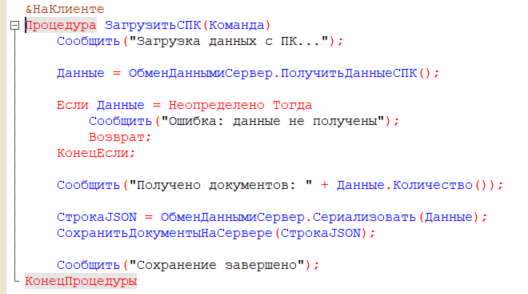 &НаКлиенте
Процедура ЗагрузитьСПК(Команда)
Сообщить("Загрузка данных с ПК...");
Данные = ОбменДаннымиСервер.ПолучитьДанныеСПК();
Если Данные = Неопределено Тогда
Сообщить("Ошибка: данные не получены");
Возврат;
КонецЕсли;
Сообщить("Получено документов: " + Данные.Количество());
СтрокаJSON = ОбменДаннымиСервер.Сериализовать(Данные);
СохранитьДокументыНаСервере(СтрокаJSON);
Сообщить("Сохранение завершено");
КонецПроцедуры